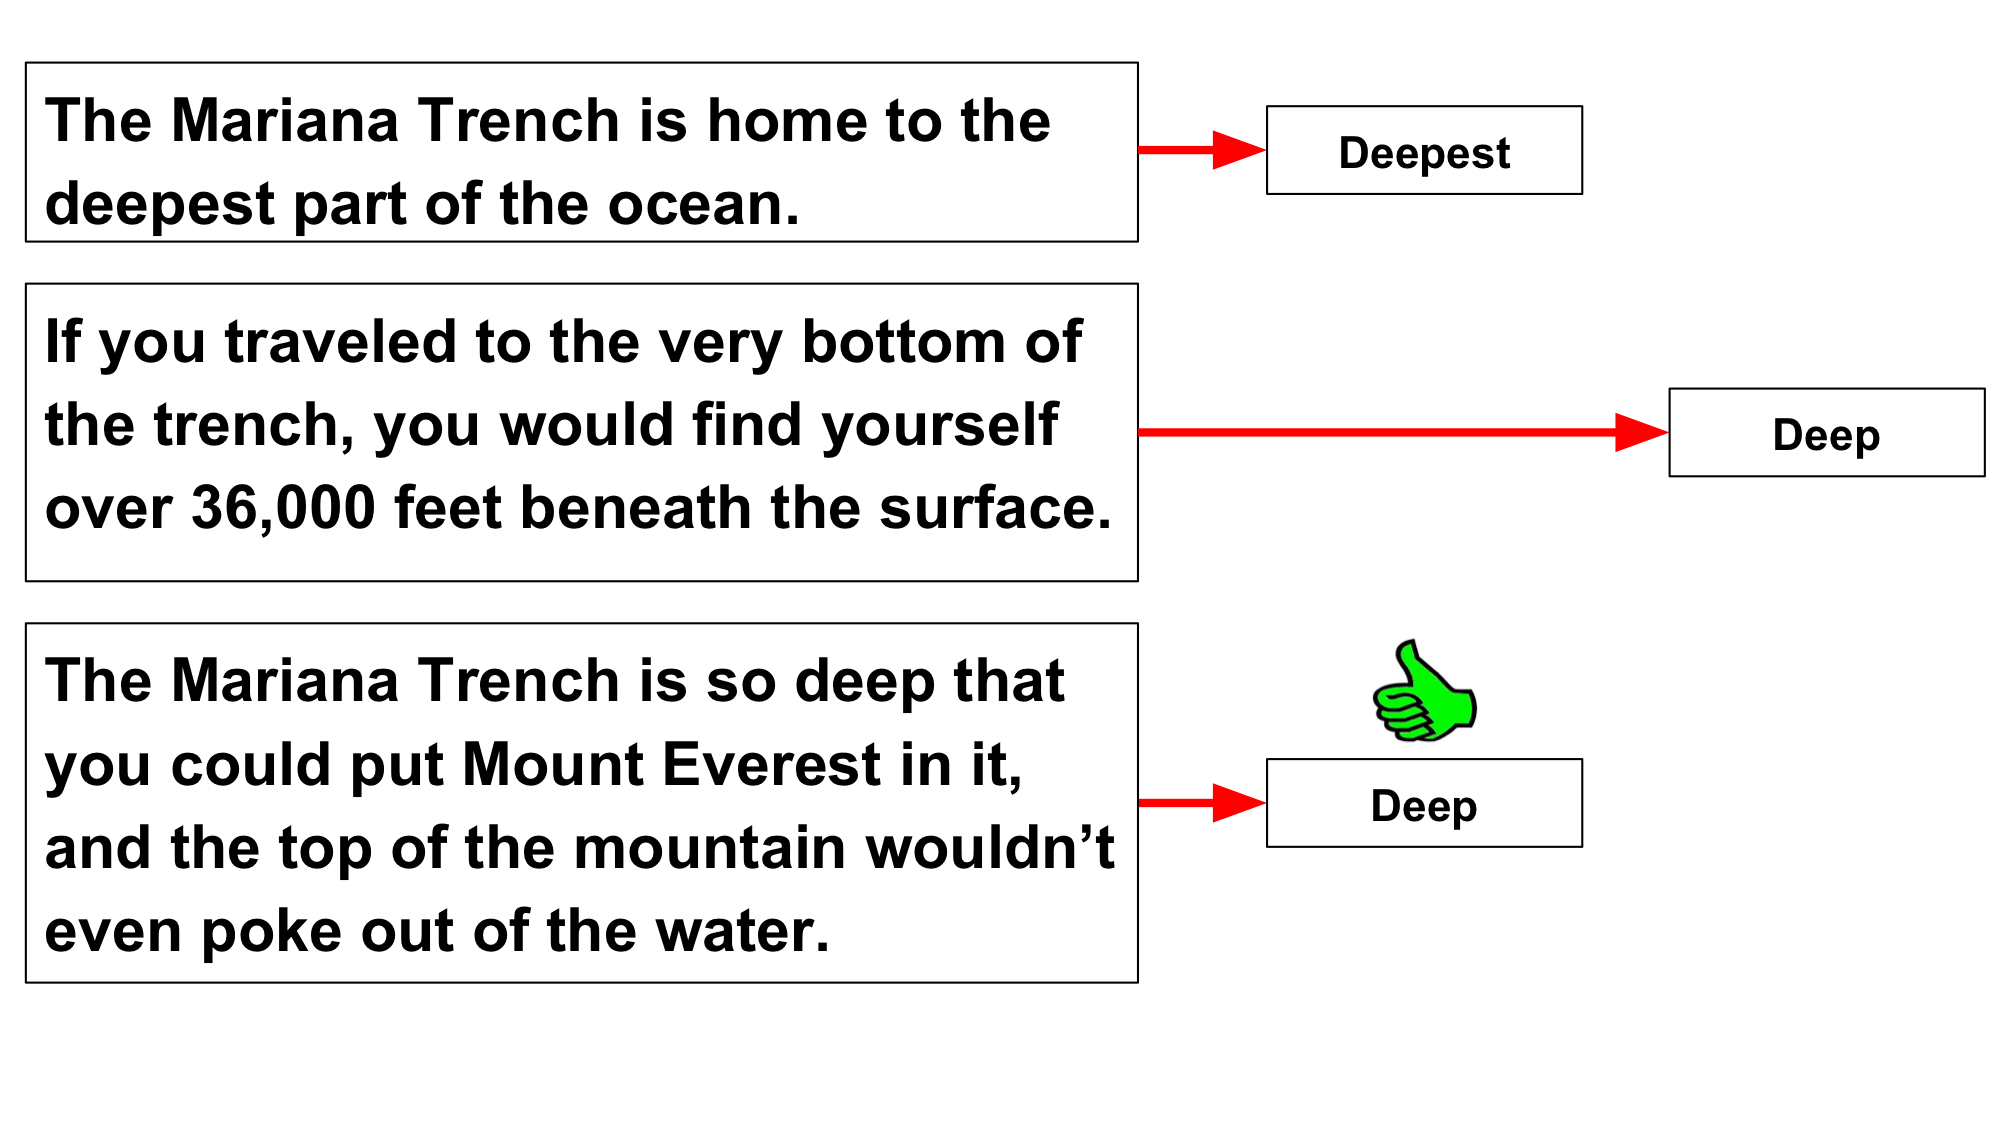 The Mariana Trench is home to the
deepest part of the ocean.
Deepest
If you traveled to the very bottom of
the trench, you would find yourself
over 36,000 feet beneath the surface.
Deep
The Mariana Trench is so deep that
you could put Mount Everest in it,
and the top of the mountain wouldn’t
even poke out of the water.
Deep